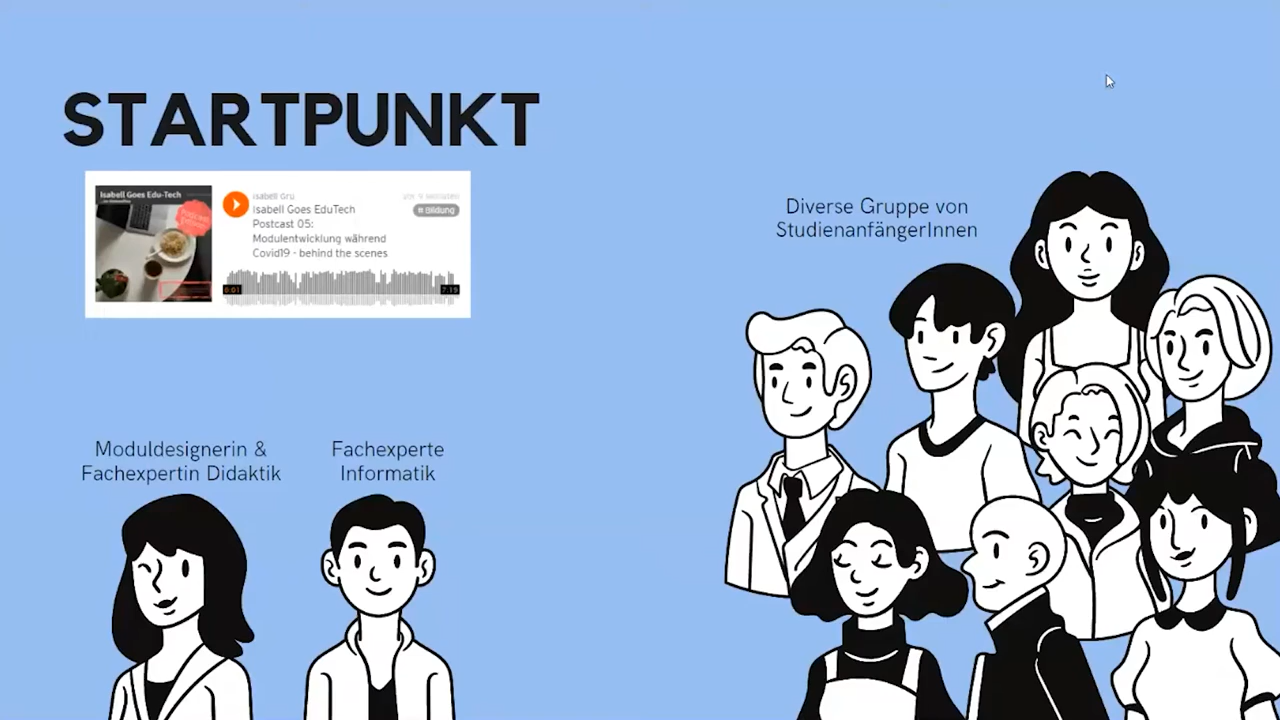 STARTPUNKT
Isabell Goes Edu-Tech
Isabell Gru
# Bildung
Isabell Goes EduTech
Postcast 05:
Modulentwicklung während
Covid19 - behind the scenes
0:01
7:19
Diverse Gruppe von
StudienanfängerInnen
Moduldesignerin &
Fachexpertin Didaktik
Fachexperte
Informatik